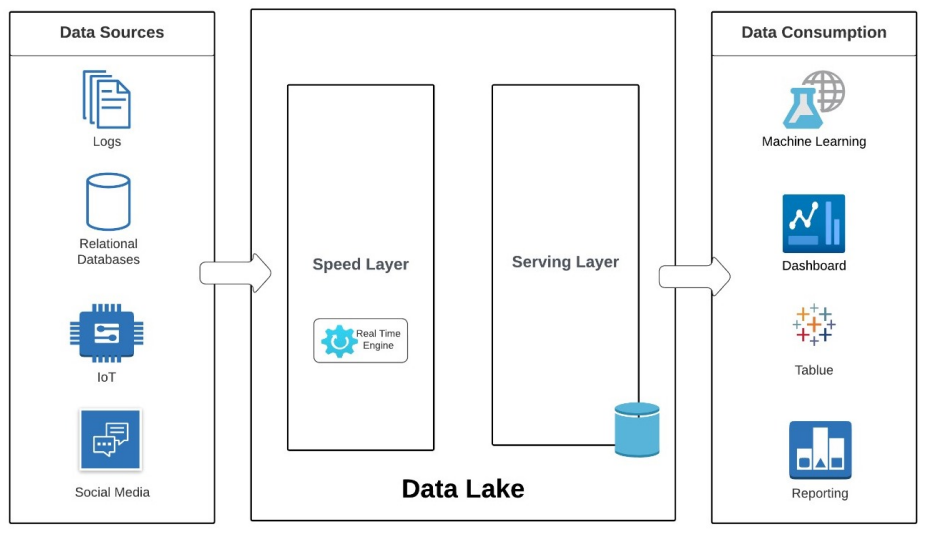 Data Sources
Logs
Relational
Databases
IoT
Social Media
Speed Layer
Real Time
Engine
Serving Layer
Data Lake
Data Consumption
Machine Learning
Dashboard
Tablue
Reporting